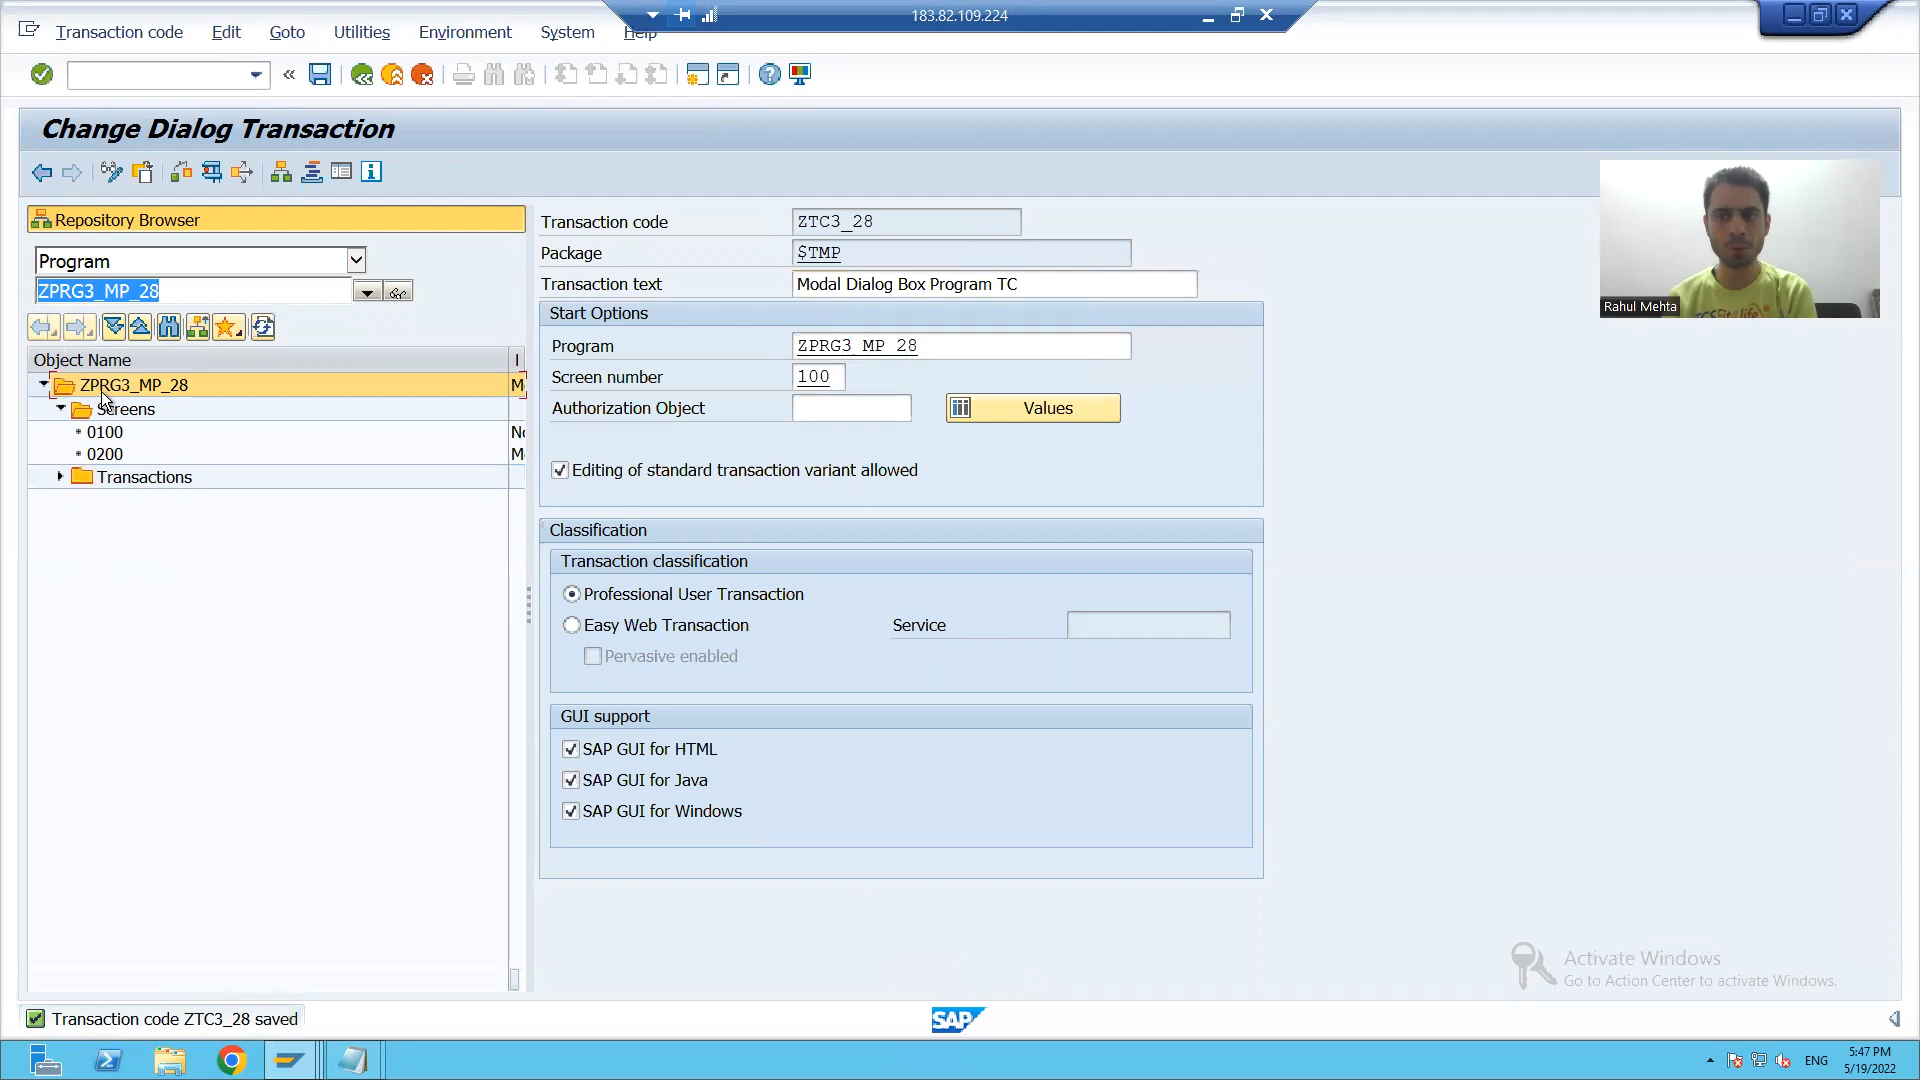 183.82.109.224
Transaction code Edit Goto Utilities Environment System Help
Change Dialog Transaction
Repository Browser
Program
ZPRG3_MP_28
Object Name
ZPRG3_MP_28 M
Screens
0100 No
0200 M
Transactions
Transaction code ZTC3_28
Package $TMP
Transaction text Modal Dialog Box Program TC
Start Options
Program ZPRG3_MP_28
Screen number 100
Authorization Object Values
Editing of standard transaction variant allowed
Classification
Transaction classification
Professional User Transaction
Easy Web Transaction Service
Pervasive enabled
GUI support
SAP GUI for HTML
SAP GUI for Java
SAP GUI for Windows
Rahul Mehta
Activate Windows
Go to Action Center to activate Windows.
Transaction code ZTC3_28 saved
SAP
ENG
5:47 PM
5/19/2022